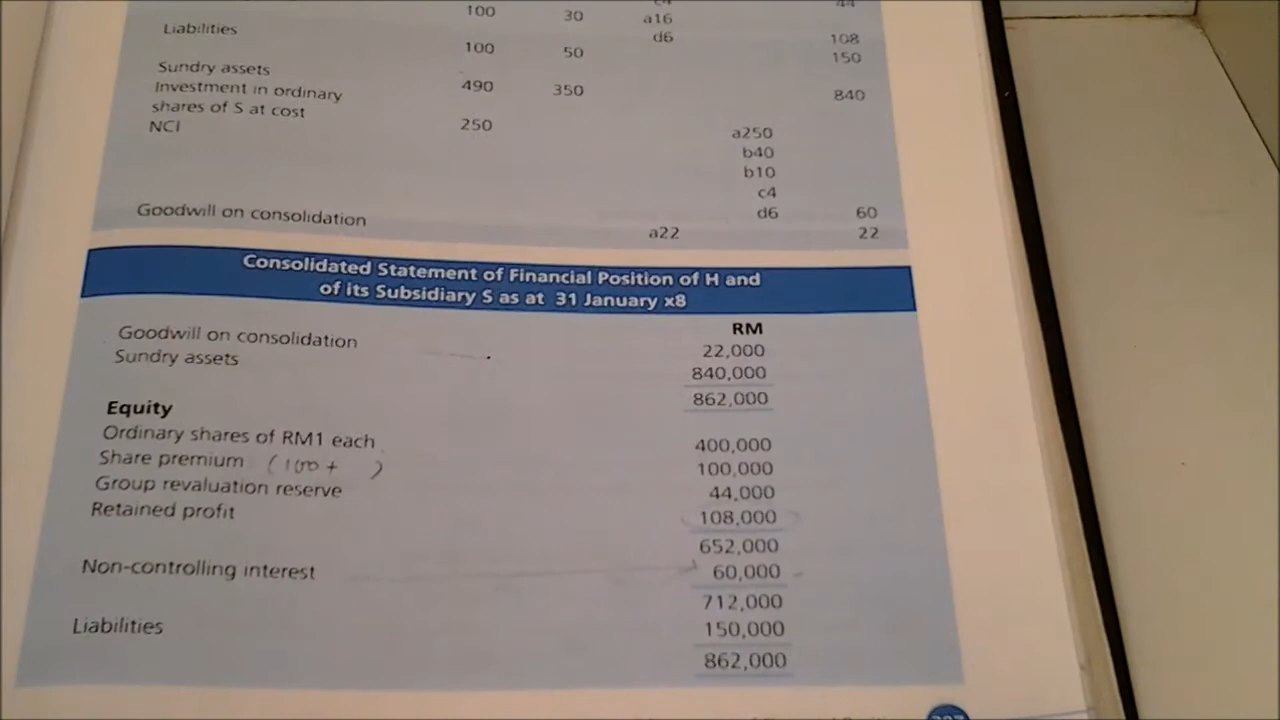 100 30 a16
Liabilities d6 108
100 50 150
Sundry assets
Investment in ordinary 490 350 840
shares of S at cost
NCI 250 a250
b40
b10
c4
Goodwill on consolidation d6 60
a22 22
Consolidated Statement of Financial Position of H and
of its Subsidiary S as at 31 January x8
RM
Goodwill on consolidation 22,000
Sundry assets 840,000
862,000
Equity
Ordinary shares of RM1 each 400,000
Share premium (100+ ) 100,000
Group revaluation reserve 44,000
Retained profit 108,000
652,000
Non-controlling interest 60,000
712,000
Liabilities 150,000
862,000